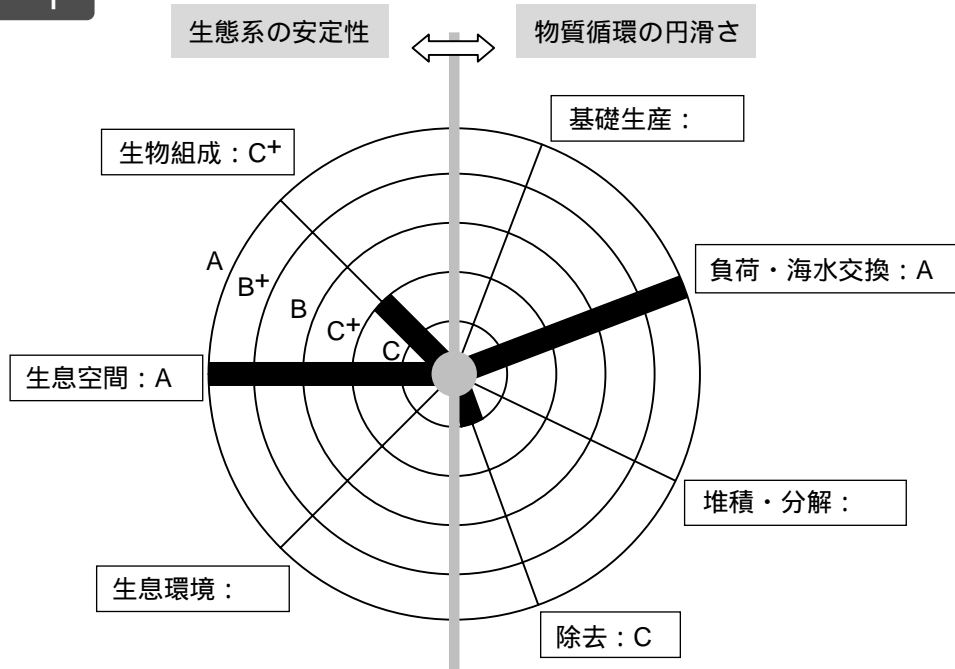 生態系の安定性
物質循環の円滑さ
基礎生産：
生物組成：C+
負荷・海水交換：A
A
B+
B
C+
C
生息空間：A
堆積・分解：
生息環境：
除去：C